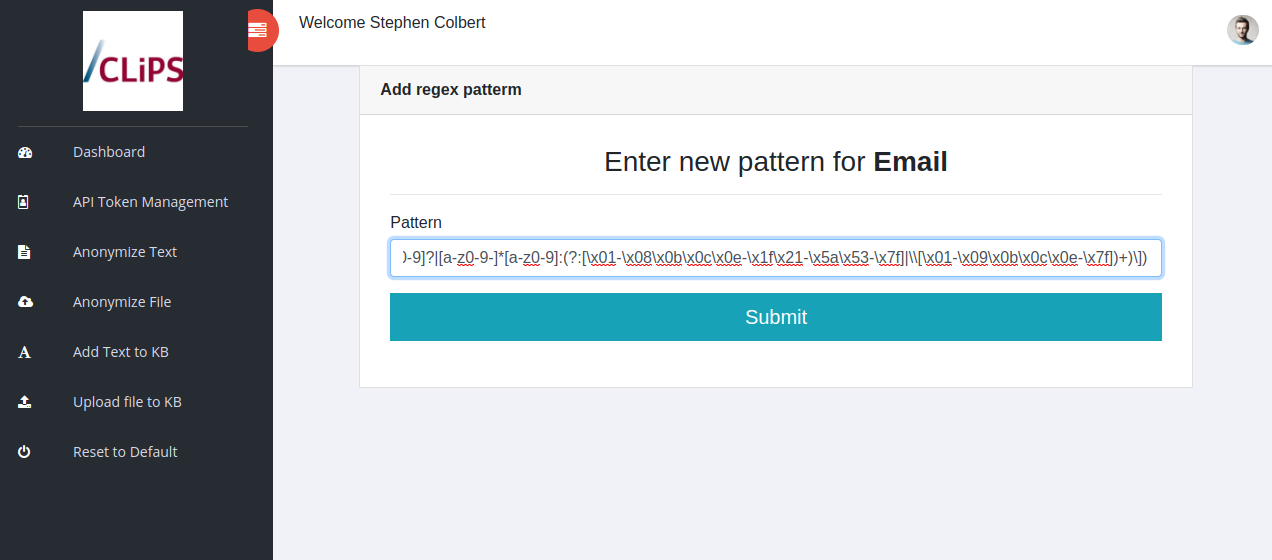 CLiPS
Welcome Stephen Colbert
Dashboard
API Token Management
Anonymize Text
Anonymize File
Add Text to KB
Upload file to KB
Reset to Default
Add regex patterm
Enter new pattern for Email
Pattern
-9]?|[a-z0-9-]*[a-z0-9]:(?:[\x01-\x08\x0b\x0c\x0e-\x1f\x21-\x5a\x53-\x7f]|\\[\x01-\x09\x0b\x0c\x0e-\x7f])+)\])
Submit